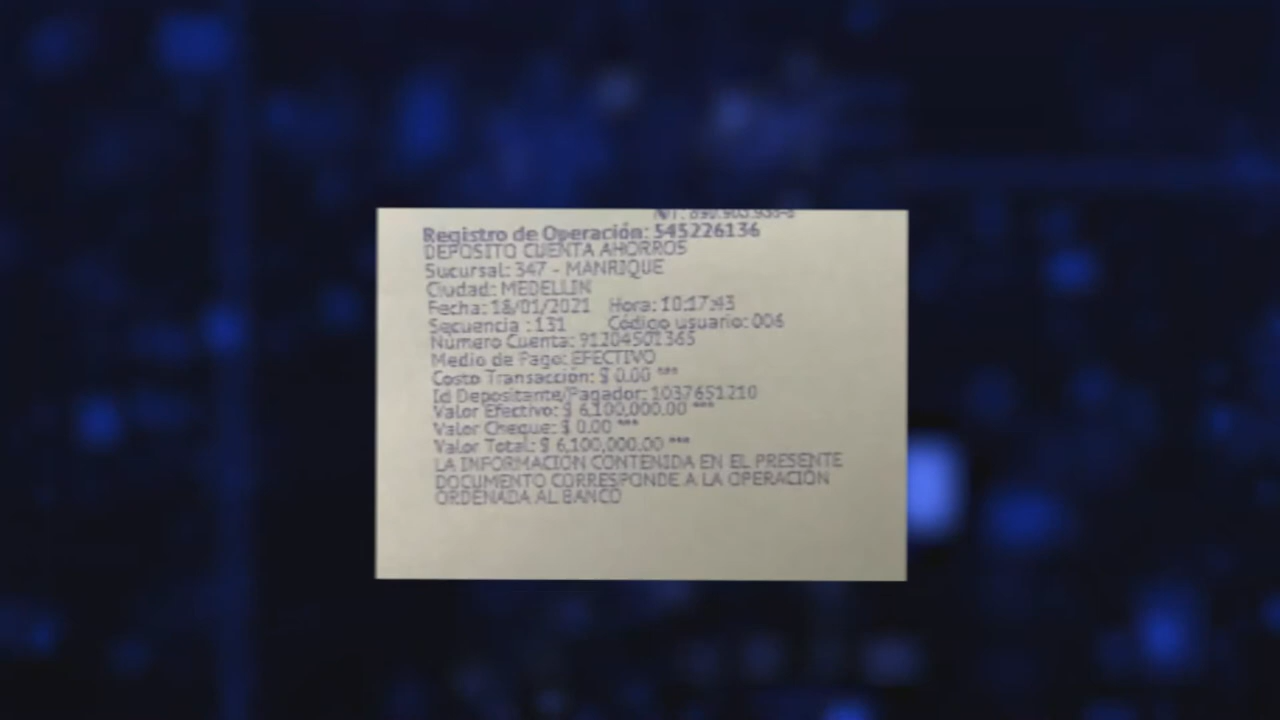 Registro de Operación: 545226136
DEPOSITO CUENTA AHORROS
Sucursal: 347 - MANRIQUE
Ciudad: MEDELLIN
Fecha: 18/01/2021 Hora: 10:17:43
Secuencia : 131 Código usuario: 006
Número Cuenta: 91204501365
Medio de Pago: EFECTIVO
Costo Transacción: $ 0.00 ***
Id Depositante/Pagador: 1037651210
Valor Efectivo: $ 6,100,000.00 ***
Valor Cheque: $ 0.00 ***
Valor Total: $ 6,100,000.00 ***
LA INFORMACIÓN CONTENIDA EN EL PRESENTE
DOCUMENTO CORRESPONDE A LA OPERACIÓN
ORDENADA AL BANCO